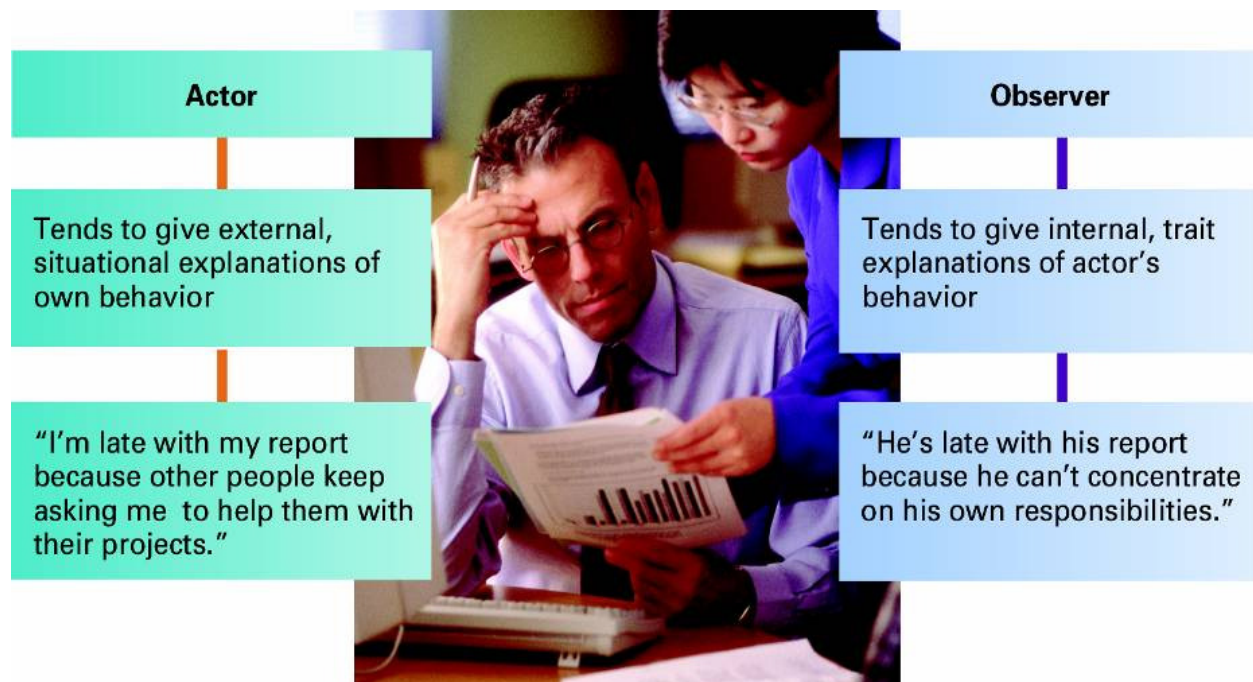 Actor
Tends to give external,
situational explanations of
own behavior
“I’m late with my report
because other people keep
asking me to help them with
their projects.”
Observer
Tends to give internal, trait
explanations of actor’s
behavior
“He’s late with his report
because he can’t concentrate
on his own responsibilities.”